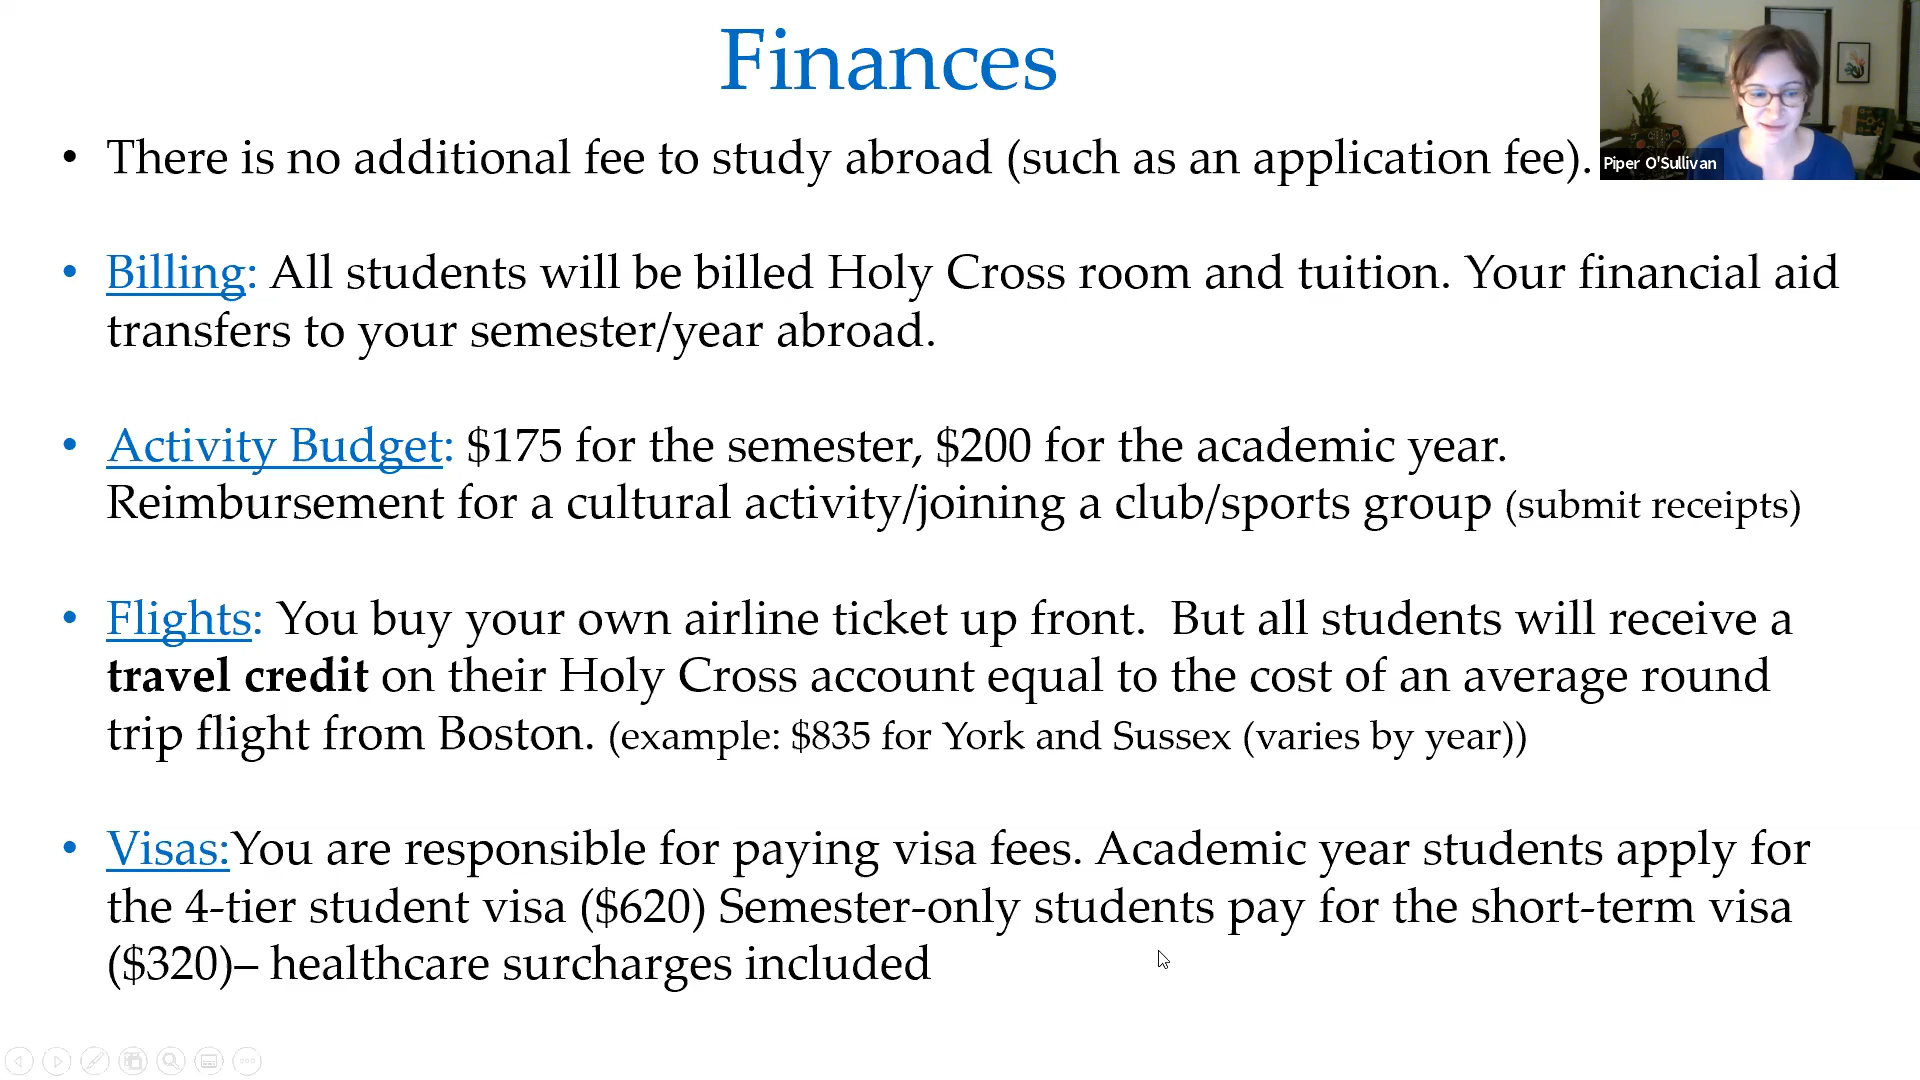 Finances
• There is no additional fee to study abroad (such as an application fee).
Piper O'Sullivan
• Billing: All students will be billed Holy Cross room and tuition. Your financial aid
transfers to your semester/year abroad.
• Activity Budget: $175 for the semester, $200 for the academic year.
Reimbursement for a cultural activity/joining a club/sports group (submit receipts)
• Flights: You buy your own airline ticket up front.  But all students will receive a
travel credit on their Holy Cross account equal to the cost of an average round
trip flight from Boston. (example: $835 for York and Sussex (varies by year))
• Visas:You are responsible for paying visa fees. Academic year students apply for
the 4-tier student visa ($620) Semester-only students pay for the short-term visa
($320)– healthcare surcharges included